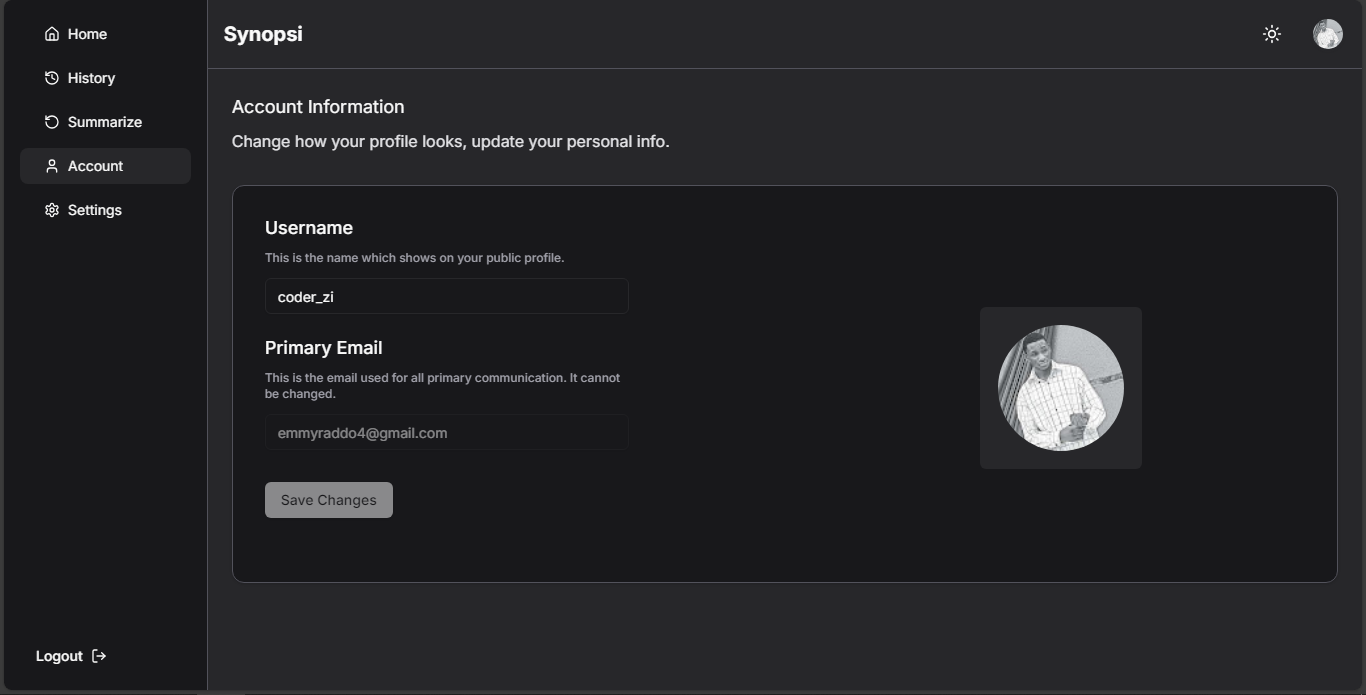 Home
History
Summarize
Account
Settings
Logout
Synopsi
Account Information
Change how your profile looks, update your personal info.
Username
This is the name which shows on your public profile.
coder_zi
Primary Email
This is the email used for all primary communication. It cannot
be changed.
emmyraddo4@gmail.com
Save Changes